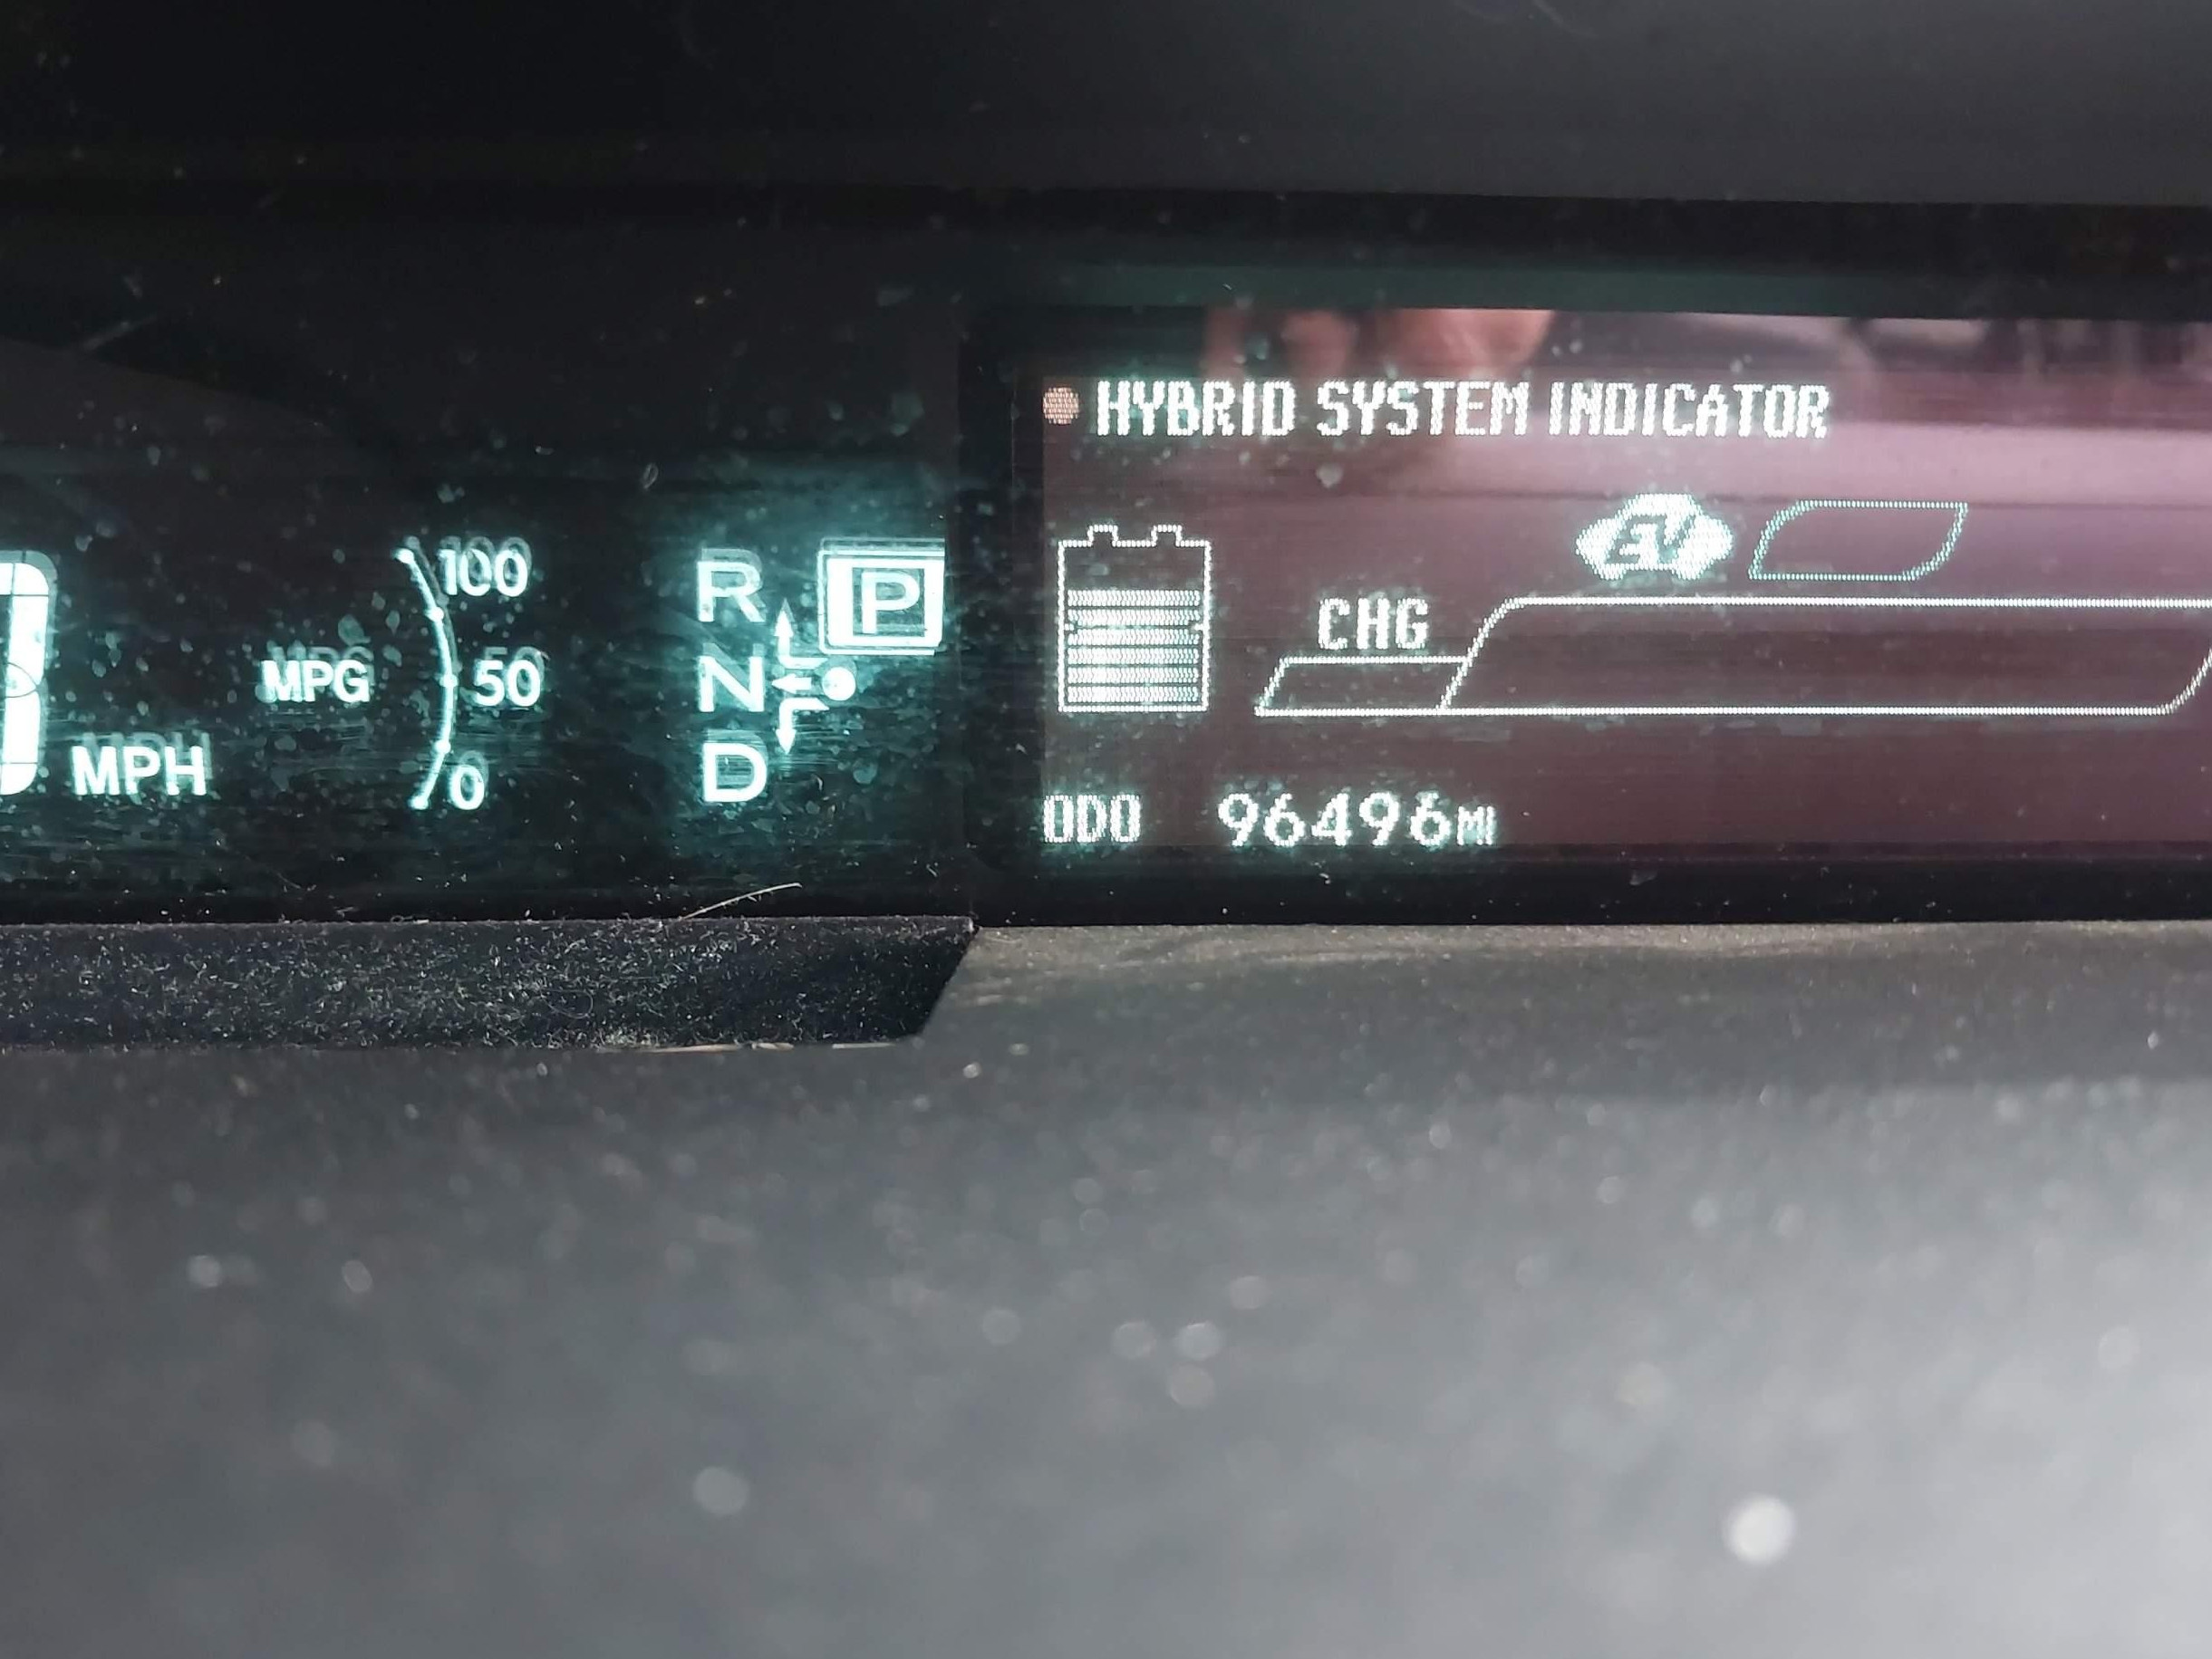 HYBRID SYSTEM INDICATOR
EV
CHG
100
MPG 50
0
MPH
R
P
N
D
ODO 96496MI